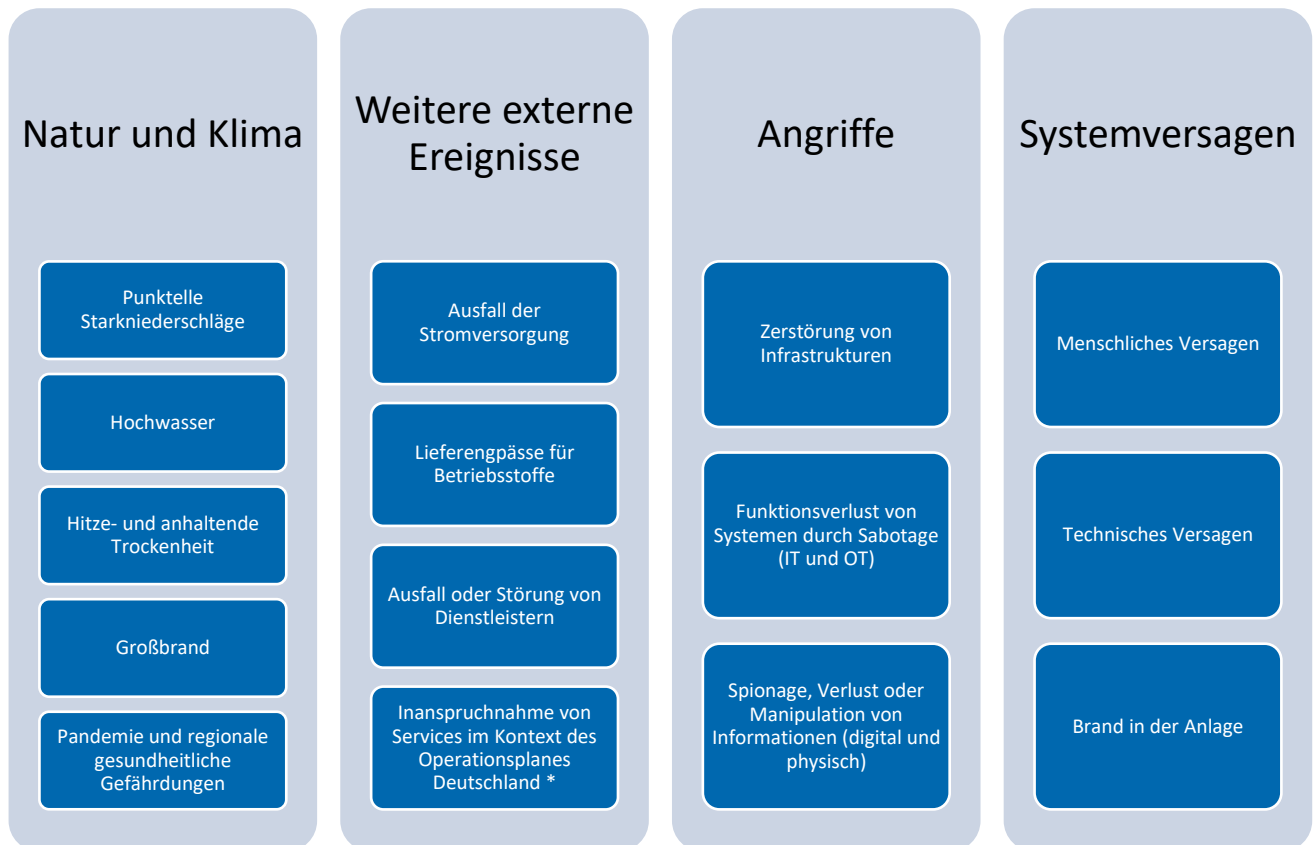 Natur und Klima
Punktelle
Starkniederschläge
Hochwasser
Hitze- und anhaltende
Trockenheit
Großbrand
Pandemie und regionale
gesundheitliche
Gefährdungen
Weitere externe
Ereignisse
Ausfall der
Stromversorgung
Lieferengpässe für
Betriebsstoffe
Ausfall oder Störung von
Dienstleistern
Inanspruchnahme von
Services im Kontext des
Operationsplanes
Deutschland *
Angriffe
Zerstörung von
Infrastrukturen
Funktionsverlust von
Systemen durch Sabotage
(IT und OT)
Spionage, Verlust oder
Manipulation von
Informationen (digital und
physisch)
Systemversagen
Menschliches Versagen
Technisches Versagen
Brand in der Anlage